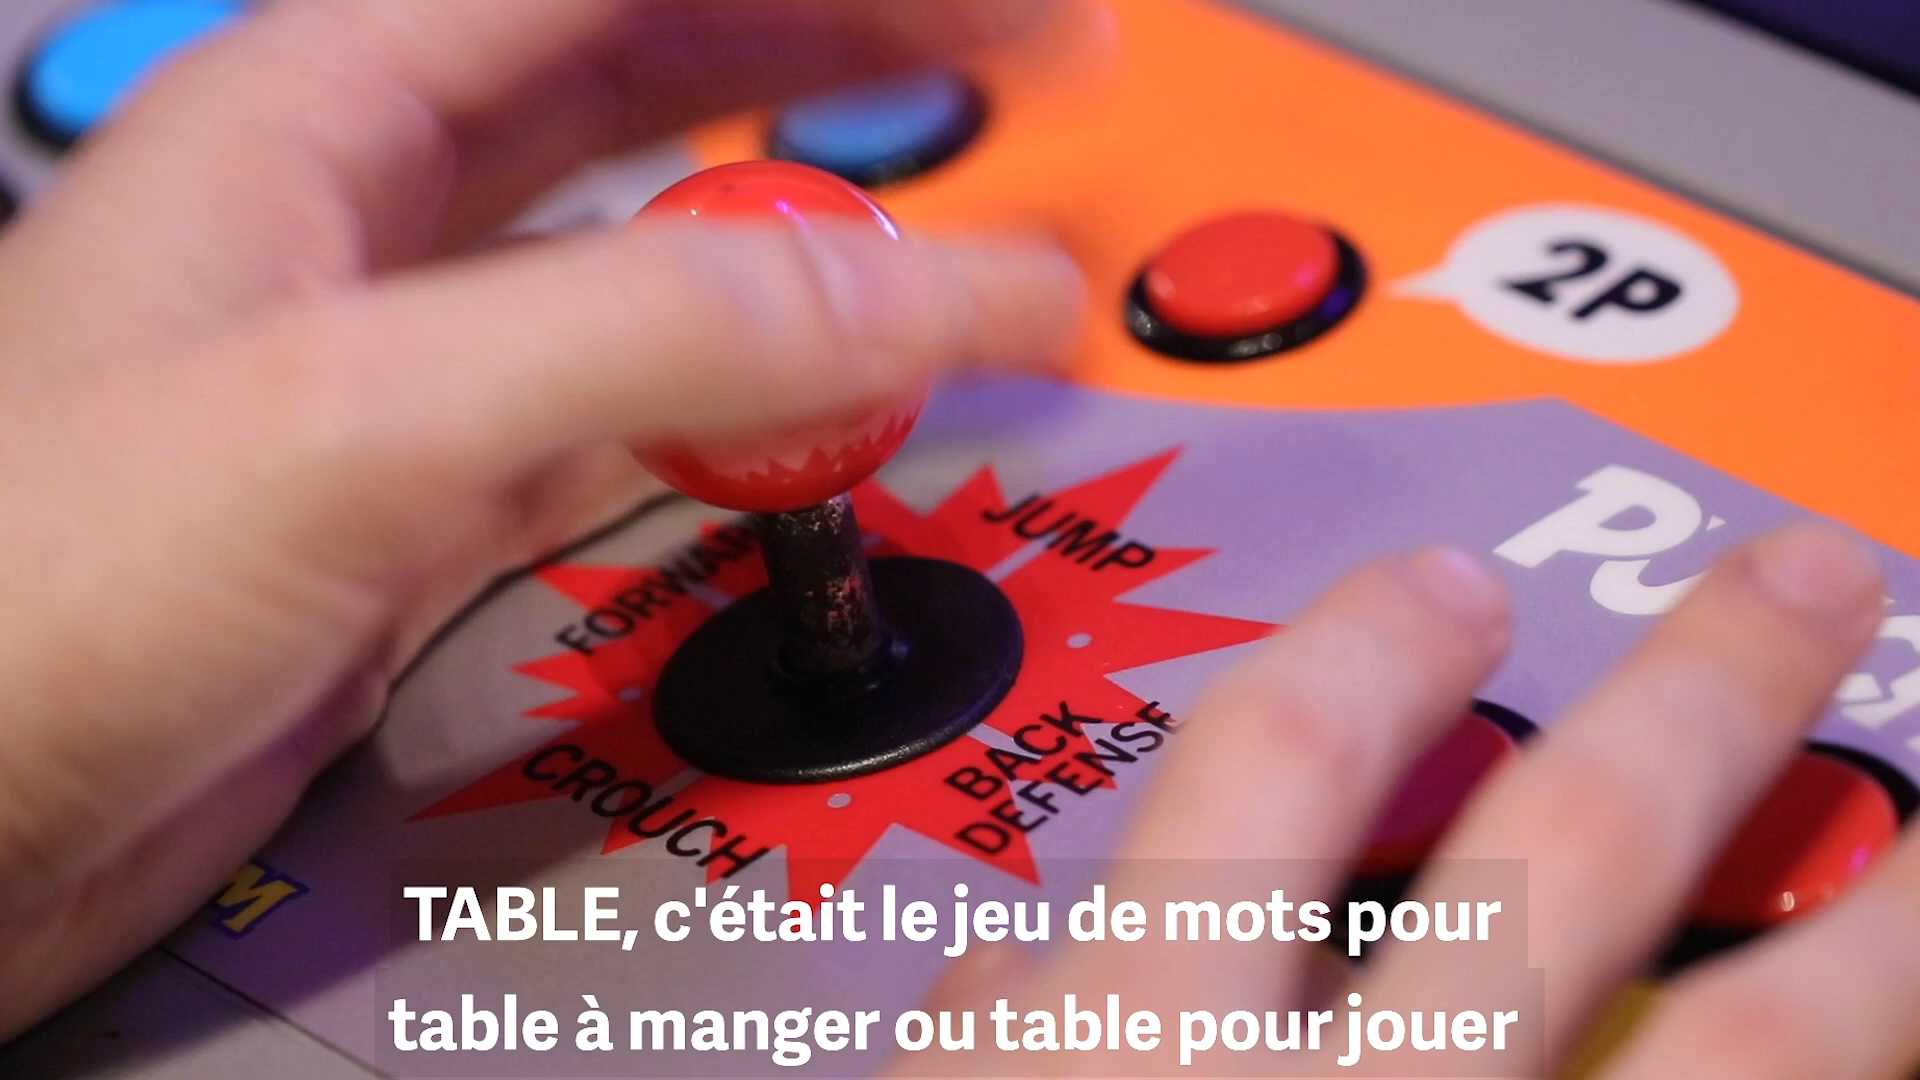 2P
JUMP
BACK
DEFENSE
CROUCH
TABLE, c'était le jeu de mots pour
table à manger ou table pour jouer